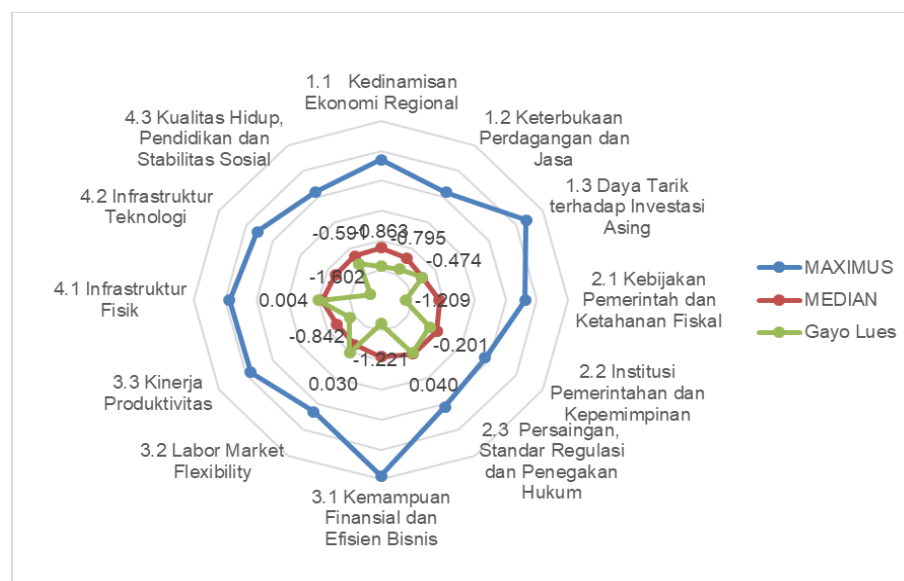 1.1 Kedinamisan
Ekonomi Regional
1.2 Keterbukaan
Perdagangan dan
Jasa
1.3 Daya Tarik
terhadap Investasi
Asing
2.1 Kebijakan
Pemerintah dan
Ketahanan Fiskal
2.2 Institusi
Pemerintahan dan
Kepemimpinan
2.3 Persaingan,
Standar Regulasi
dan Penegakan
Hukum
3.1 Kemampuan
Finansial dan
Efisien Bisnis
3.2 Labor Market
Flexibility
3.3 Kinerja
Produktivitas
4.1 Infrastruktur
Fisik
4.2 Infrastruktur
Teknologi
4.3 Kualitas Hidup,
Pendidikan dan
Stabilitas Sosial
-0.863
-0.795
-0.474
-1.209
-0.201
0.040
-1.221
0.030
-0.842
0.004
-1.602
-0.591
MAXIMUS
MEDIAN
Gayo Lues